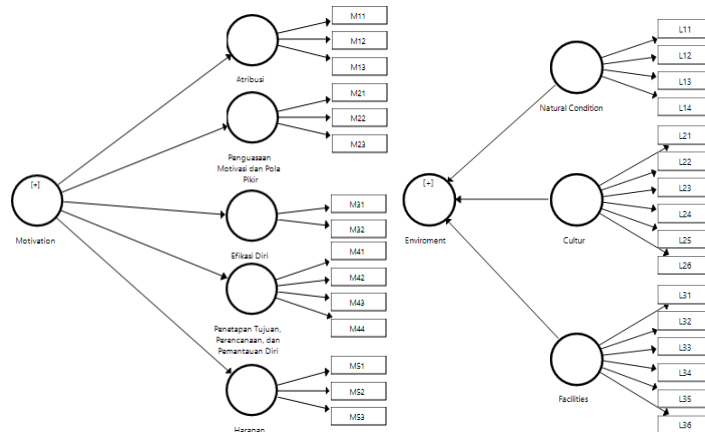 M11
M12
M13
Atribusi
M21
M22
M23
Penguasaan
Motivasi dan Pola
Pikir
[+]
Motivation
M31
M32
Efikasi Diri
M41
M42
M43
M44
Penetapan Tujuan,
Perencanaan, dan
Pemantauan Diri
M51
M52
M53
Harapan
L11
L12
L13
L14
Natural Condition
L21
L22
L23
L24
L25
L26
[+]
Enviroment
Cultur
L31
L32
L33
L34
L35
L36
Facilities